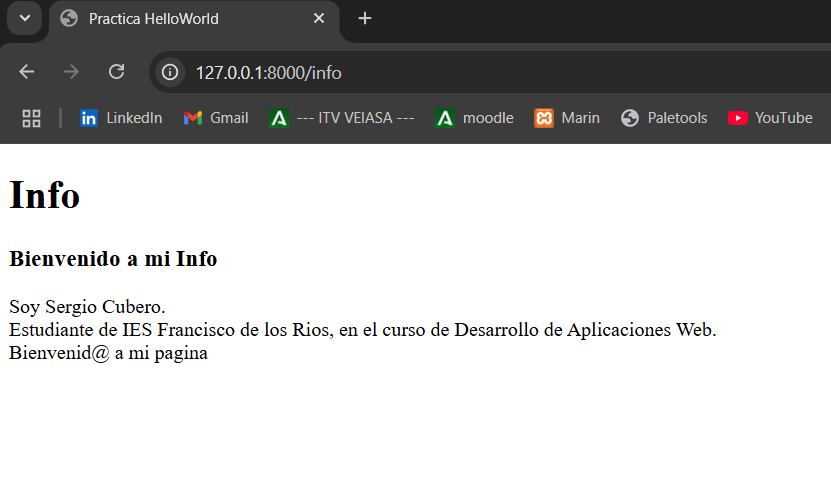 Practica HelloWorld
127.0.0.1:8000/info
LinkedIn Gmail --- ITV VEIASA --- moodle Marin Paletools YouTube
Info
Bienvenido a mi Info
Soy Sergio Cubero.
Estudiante de IES Francisco de los Rios, en el curso de Desarrollo de Aplicaciones Web.
Bienvenid@ a mi pagina